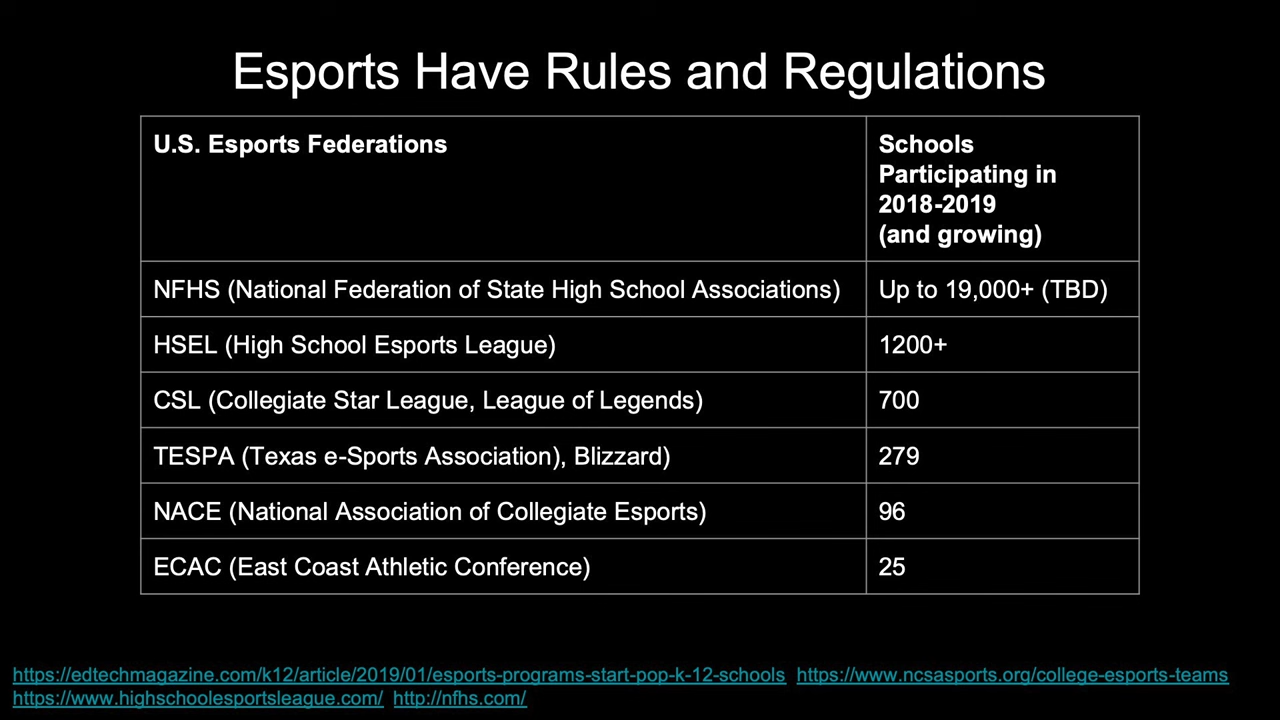 Esports Have Rules and Regulations
U.S. Esports Federations
Schools
Participating in
2018-2019
(and growing)
NFHS (National Federation of State High School Associations)
Up to 19,000+ (TBD)
HSEL (High School Esports League)
1200+
CSL (Collegiate Star League, League of Legends)
700
TESPA (Texas e-Sports Association), Blizzard)
279
NACE (National Association of Collegiate Esports)
96
ECAC (East Coast Athletic Conference)
25
https://edtechmagazine.com/k12/article/2019/01/esports-programs-start-pop-k-12-schools https://www.ncsasports.org/college-esports-teams
https://www.highschoolesportsleague.com/ http://nfhs.com/